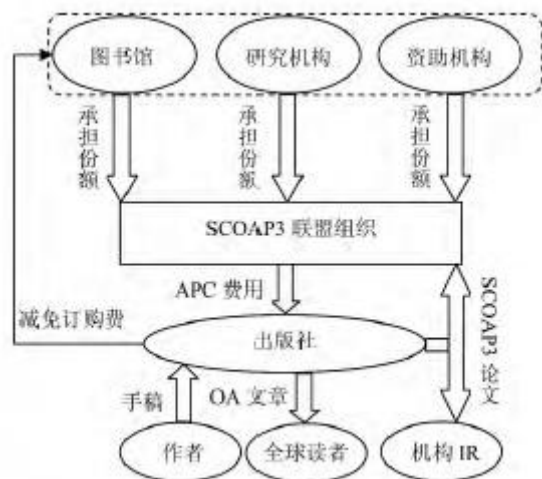 图书馆
研究机构
资助机构
承担份额
承担份额
承担份额
SCOAP3 联盟组织
APC 费用
减免订购费
出版社
SCOAP3 论文
手稿
OA 文章
作者
全球读者
机构 IR